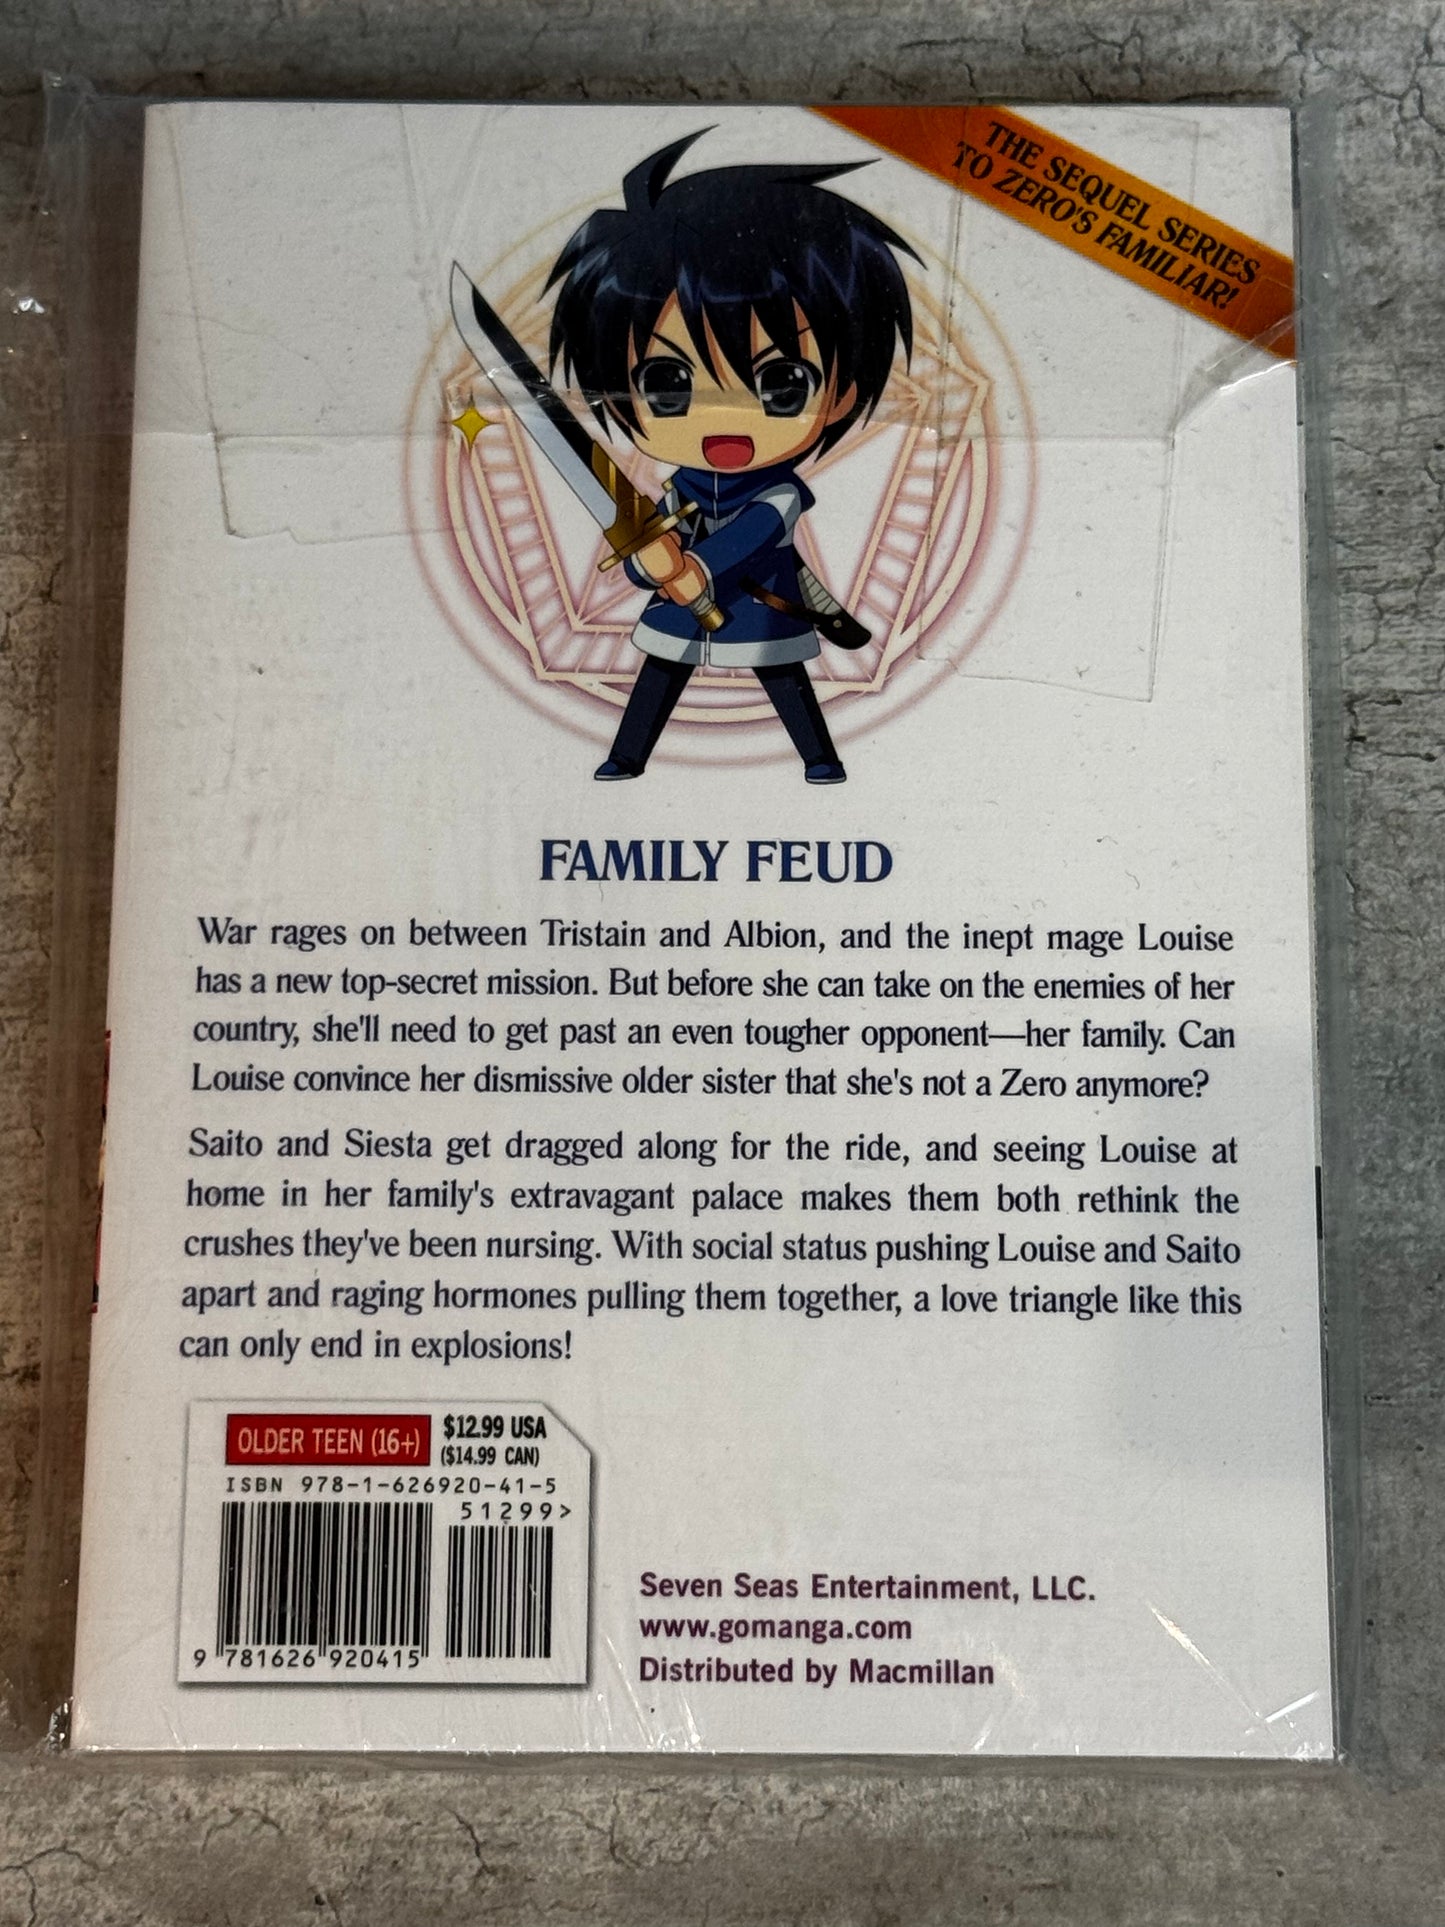 THE SEQUEL SERIES
TO ZERO'S FAMILIAR!
FAMILY FEUD
War rages on between Tristain and Albion, and the inept mage Louise
has a new top-secret mission. But before she can take on the enemies of her
country, she'll need to get past an even tougher opponent—her family. Can
Louise convince her dismissive older sister that she's not a Zero anymore?
Saito and Siesta get dragged along for the ride, and seeing Louise at
home in her family's extravagant palace makes them both rethink the
crushes they've been nursing. With social status pushing Louise and Saito
apart and raging hormones pulling them together, a love triangle like this
can only end in explosions!
OLDER TEEN (16+)
$12.99 USA
($14.99 CAN)
ISBN 978-1-626920-41-5
51299>
9 781626 920415
Seven Seas Entertainment, LLC.
www.gomanga.com
Distributed by Macmillan